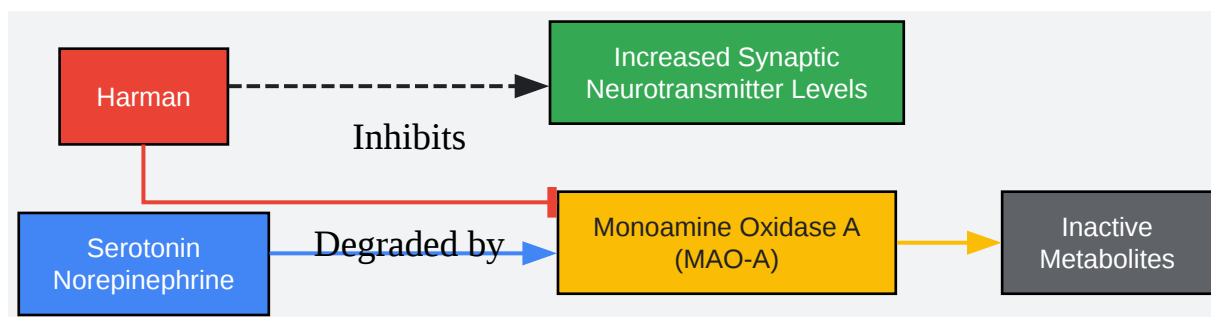 Increased Synaptic
Neurotransmitter Levels
Harman
Inhibits
Serotonin
Norepinephrine
Degraded by
Monoamine Oxidase A
(MAO-A)
Inactive
Metabolites